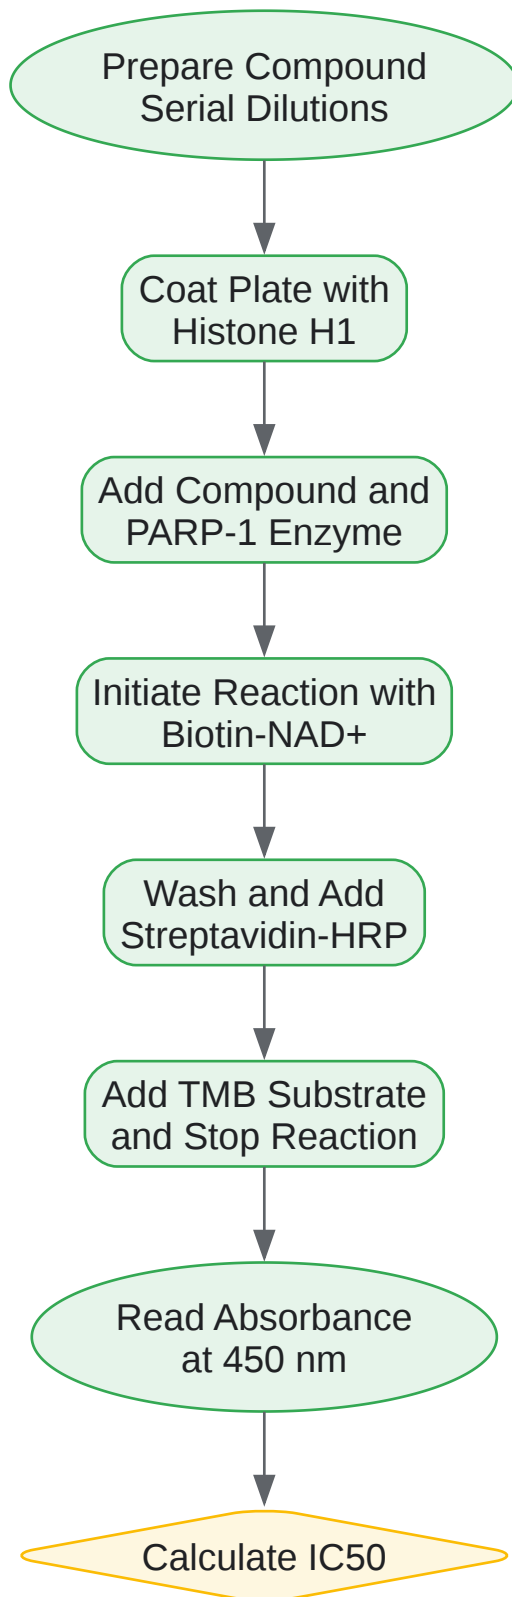 Prepare Compound
Serial Dilutions
Coat Plate with
Histone H1
Add Compound and
PARP-1 Enzyme
Initiate Reaction with
Biotin-NAD+
Wash and Add
Streptavidin-HRP
Add TMB Substrate
and Stop Reaction
Read Absorbance
at 450 nm
Calculate IC50